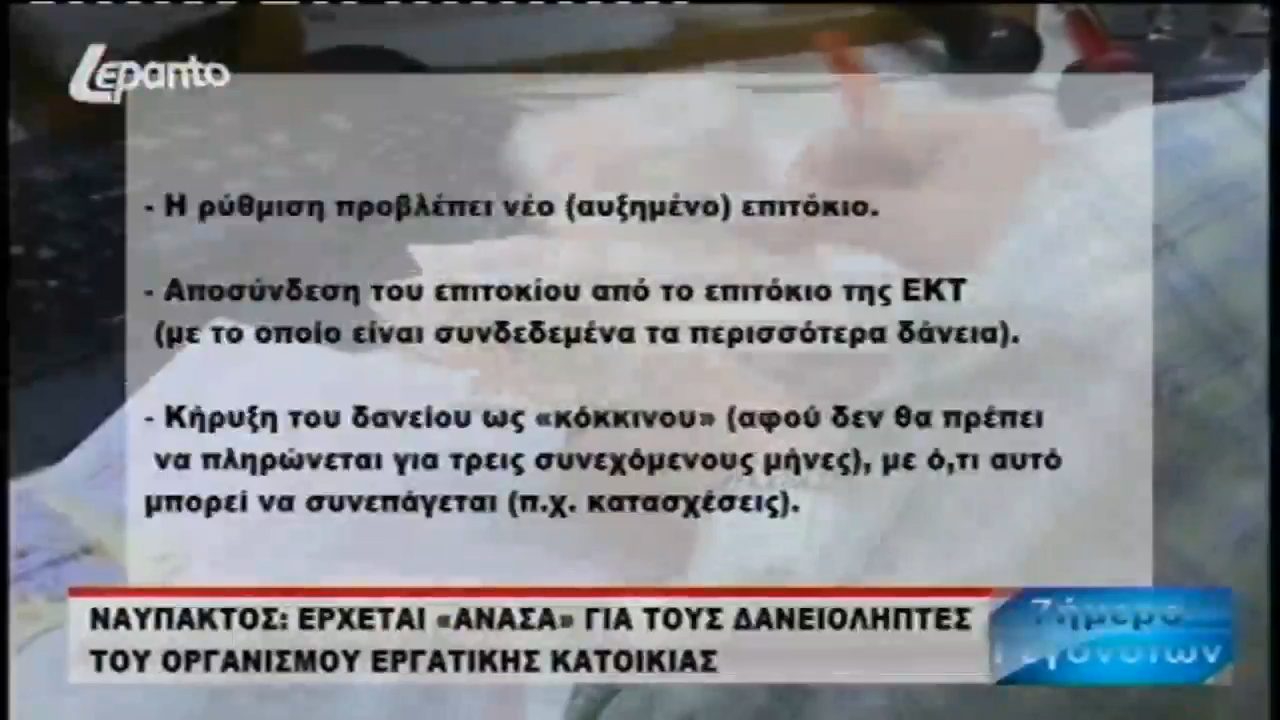 Lepanto
- Η ρύθμιση προβλέπει νέο (αυξημένο) επιτόκιο.
- Αποσύνδεση του επιτοκίου από το επιτόκιο της ΕΚΤ
(με το οποίο είναι συνδεδεμένα τα περισσότερα δάνεια).
- Κήρυξη του δανείου ως «κόκκινου» (αφού δεν θα πρέπει
να πληρώνεται για τρεις συνεχόμενους μήνες), με ό,τι αυτό
μπορεί να συνεπάγεται (π.χ. κατασχέσεις).
ΝΑΥΠΑΚΤΟΣ: ΕΡΧΕΤΑΙ «ΑΝΑΣΑ» ΓΙΑ ΤΟΥΣ ΔΑΝΕΙΟΛΗΠΤΕΣ
ΤΟΥ ΟΡΓΑΝΙΣΜΟΥ ΕΡΓΑΤΙΚΗΣ ΚΑΤΟΙΚΙΑΣ
7ήμερο
Γεγονότων